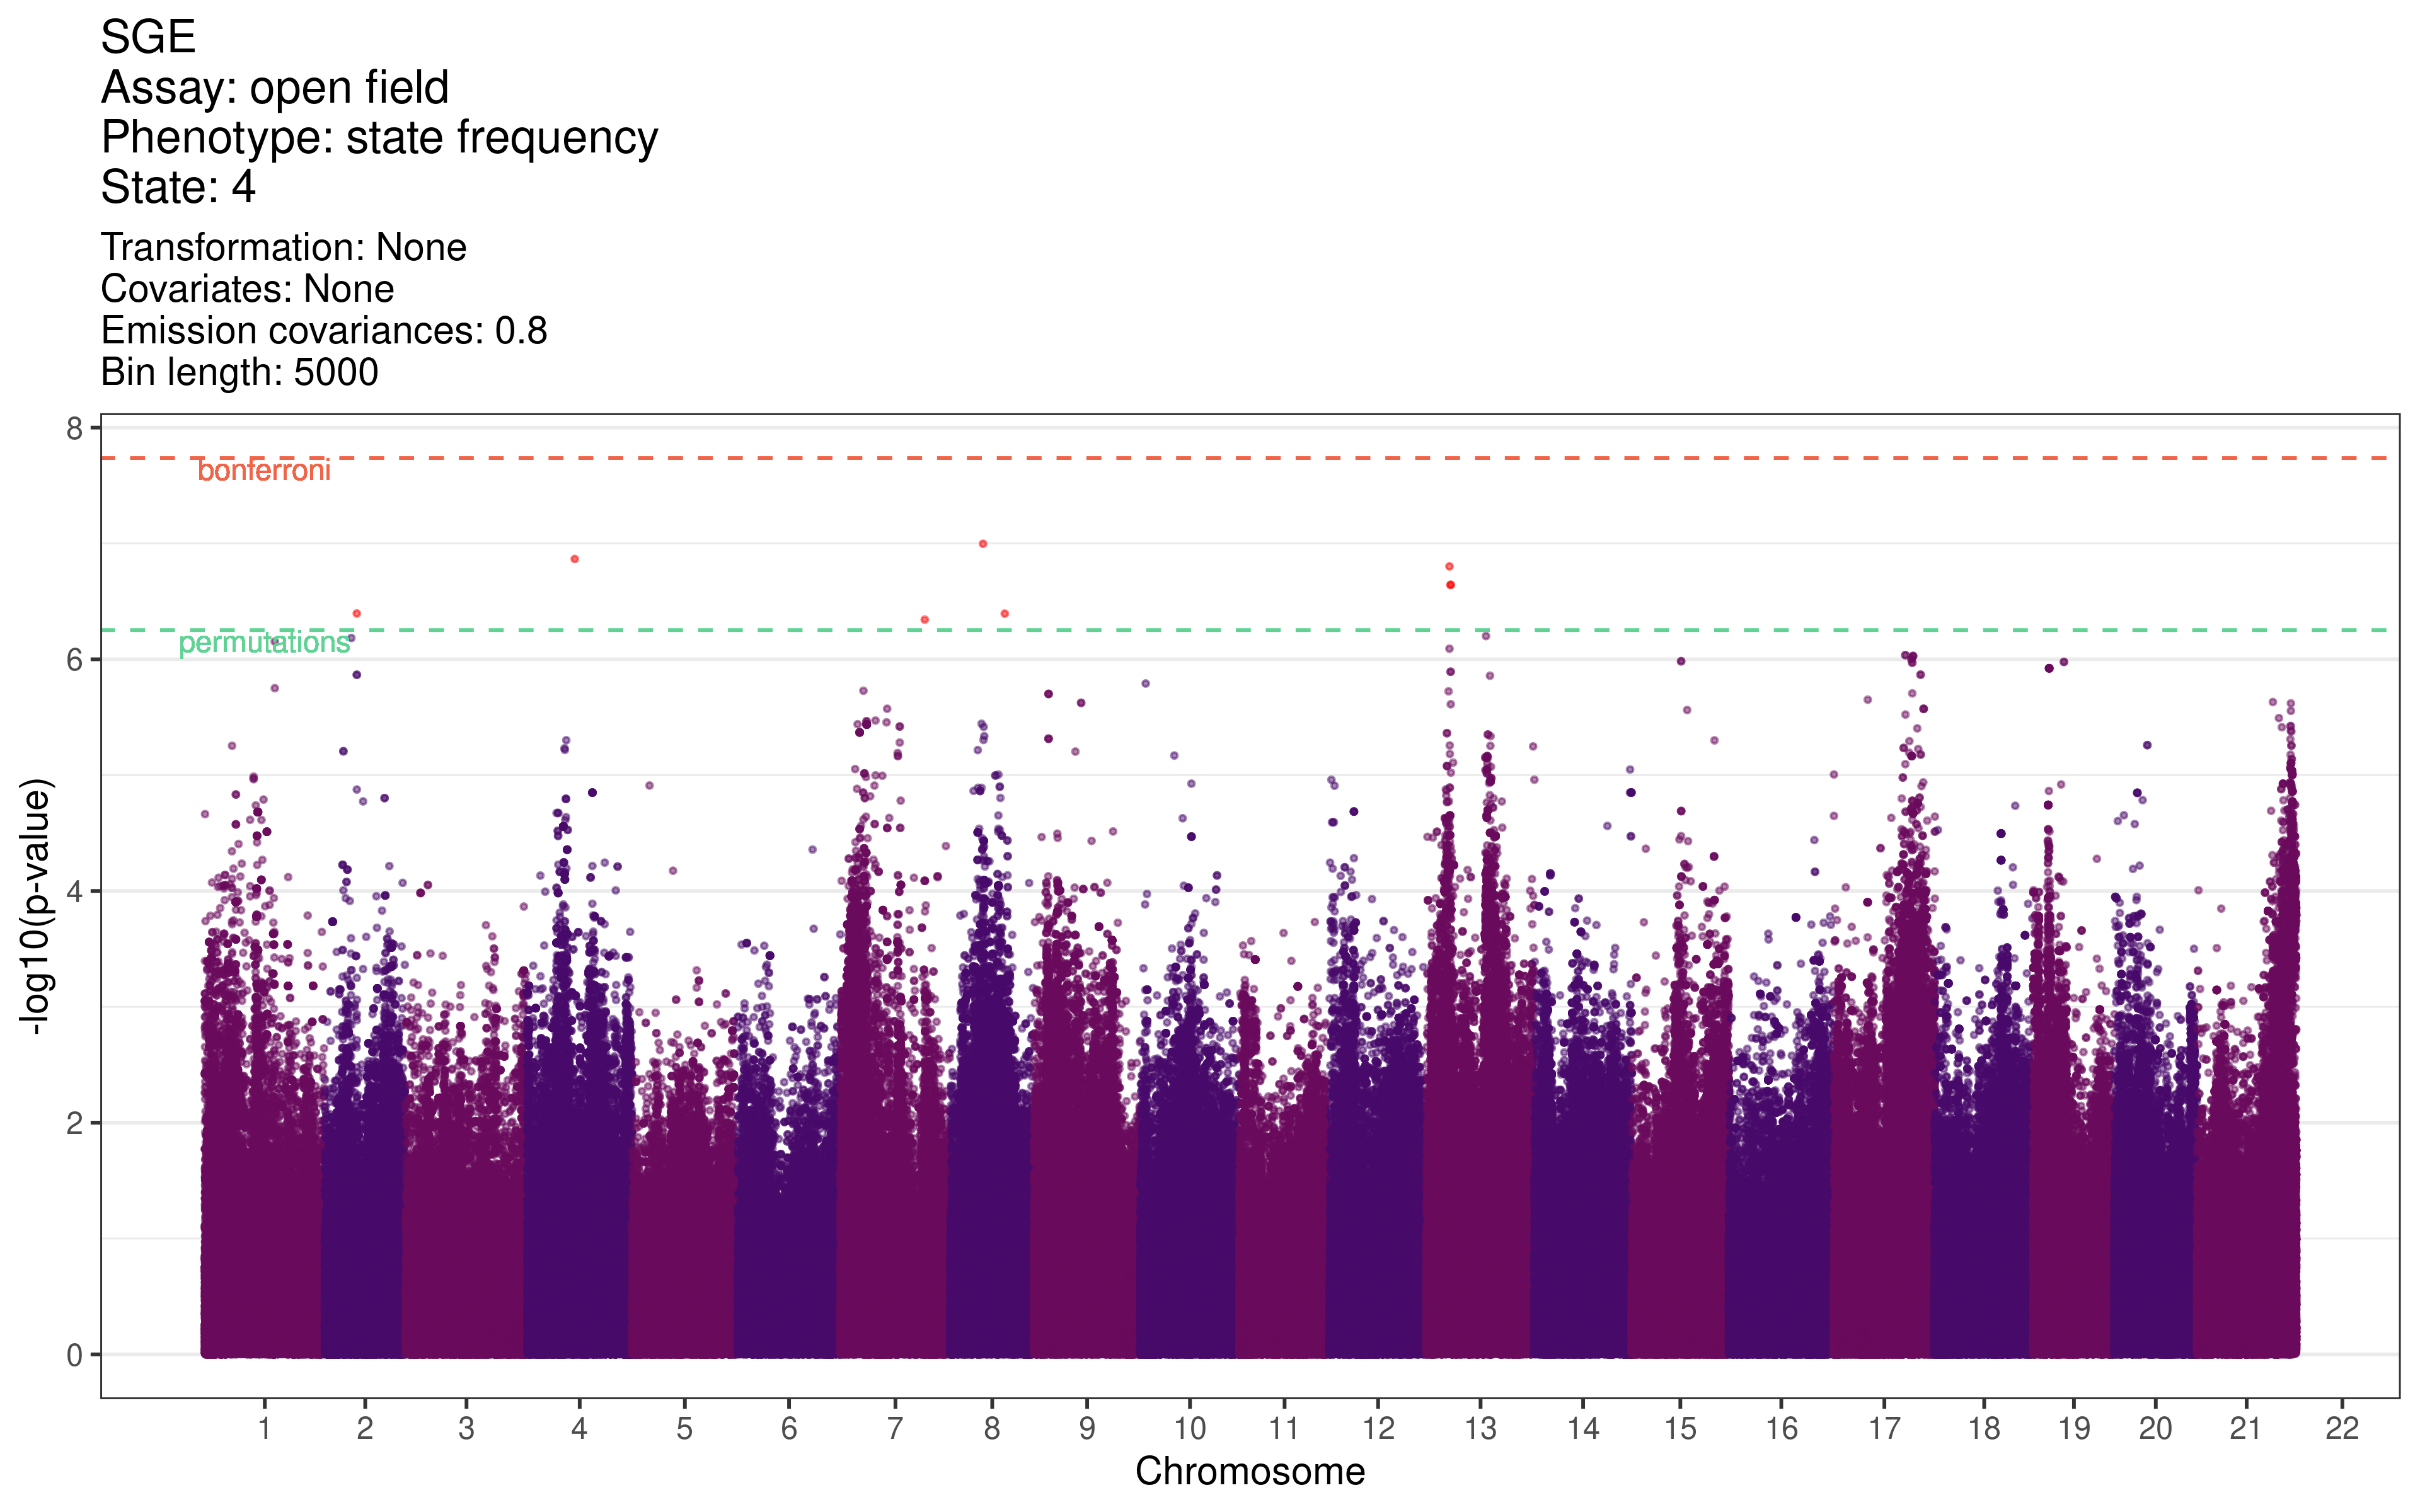 SGE
Assay: open field
Phenotype: state frequency
State: 4
Transformation: None
Covariates: None
Emission covariances: 0.8
Bin length: 5000
8
bonferroni
permutations
6
4
2
0
-log10(p-value)
1 2 3 4 5 6 7 8 9 10 11 12 13 14 15 16 17 18 19 20 21 22
Chromosome